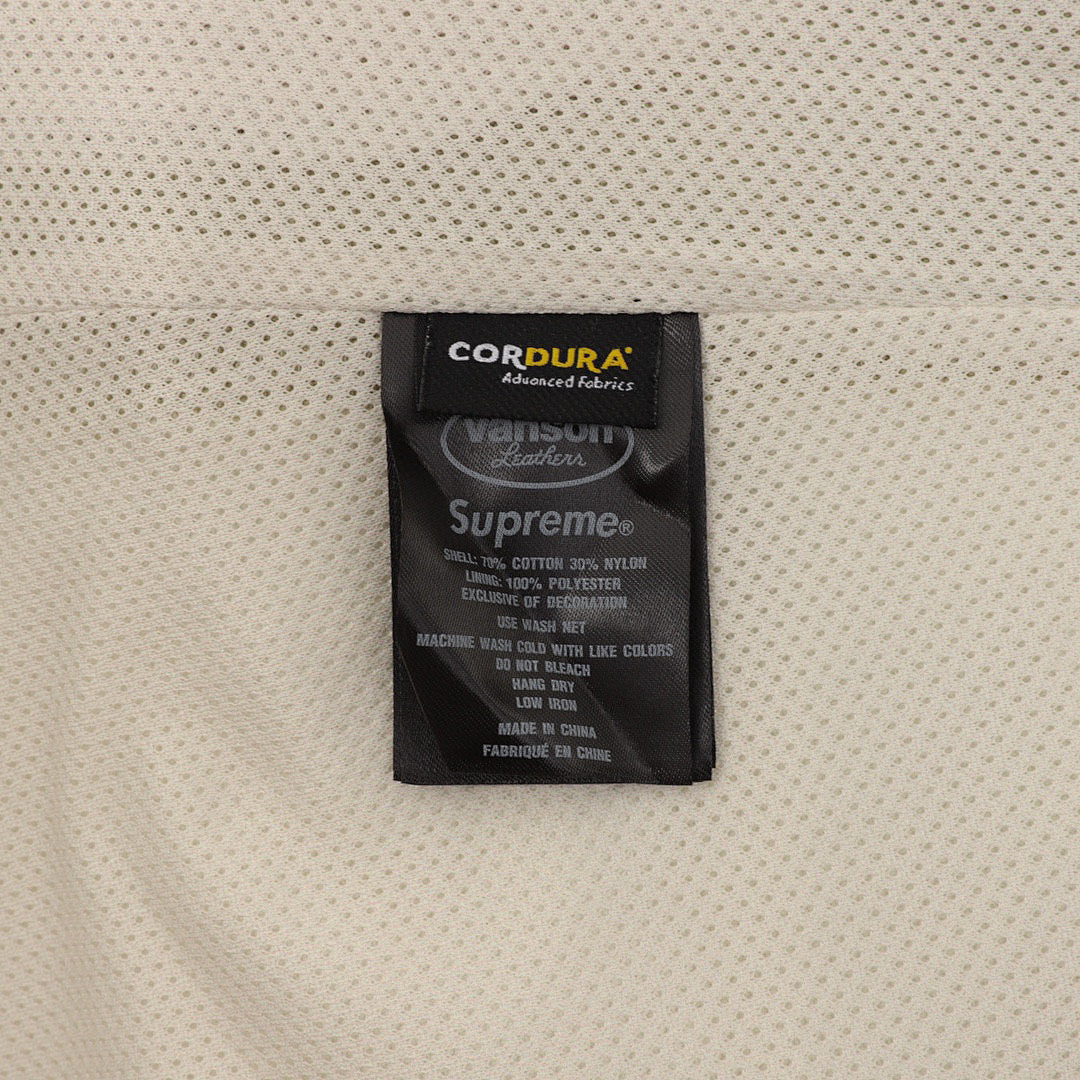 CORDURA®
Advanced Fabrics
Vanson
Leathers
Supreme®
SHELL: 70% COTTON 30% NYLON
LINING: 100% POLYESTER
EXCLUSIVE OF DECORATION
USE WASH NET
MACHINE WASH COLD WITH LIKE COLORS
DO NOT BLEACH
HANG DRY
LOW IRON
MADE IN CHINA
FABRIQUÉ EN CHINE